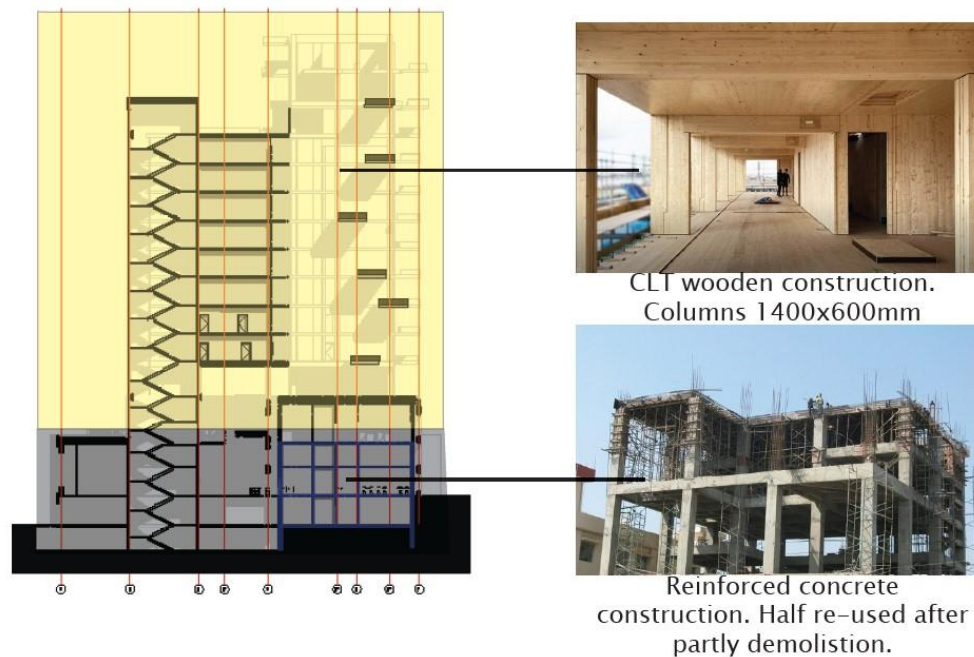 CLT wooden construction.
Columns 1400x600mm
Reinforced concrete
construction. Half re-used after
partly demolistion.